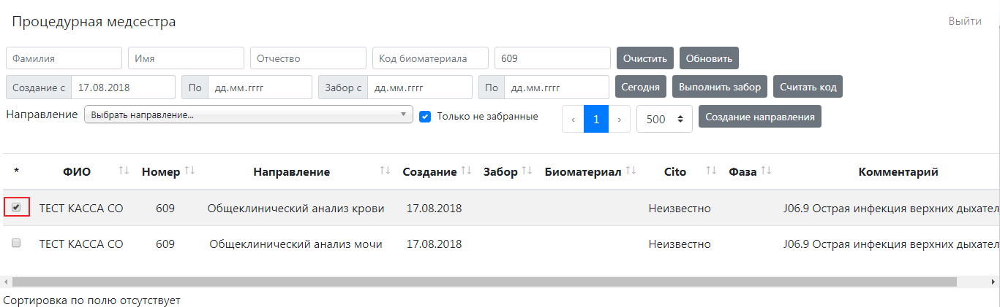 Процедурная медсестра Выйти
Фамилия Имя Отчество Код биоматериала 609 Очистить Обновить
Создание с 17.08.2018 По дд.мм.гггг Забор с дд.мм.гггг По дд.мм.гггг Сегодня Выполнить забор Считать код
Направление Выбрать направление... Только не забранные ‹ 1 › 500 Создание направления
* ФИО Номер Направление Создание Забор Биоматериал Cito Фаза Комментарий
ТЕСТ КАССА СО 609 Общеклинический анализ крови 17.08.2018 Неизвестно J06.9 Острая инфекция верхних дыхател
ТЕСТ КАССА СО 609 Общеклинический анализ мочи 17.08.2018 Неизвестно J06.9 Острая инфекция верхних дыхател
Сортировка по полю отсутствует